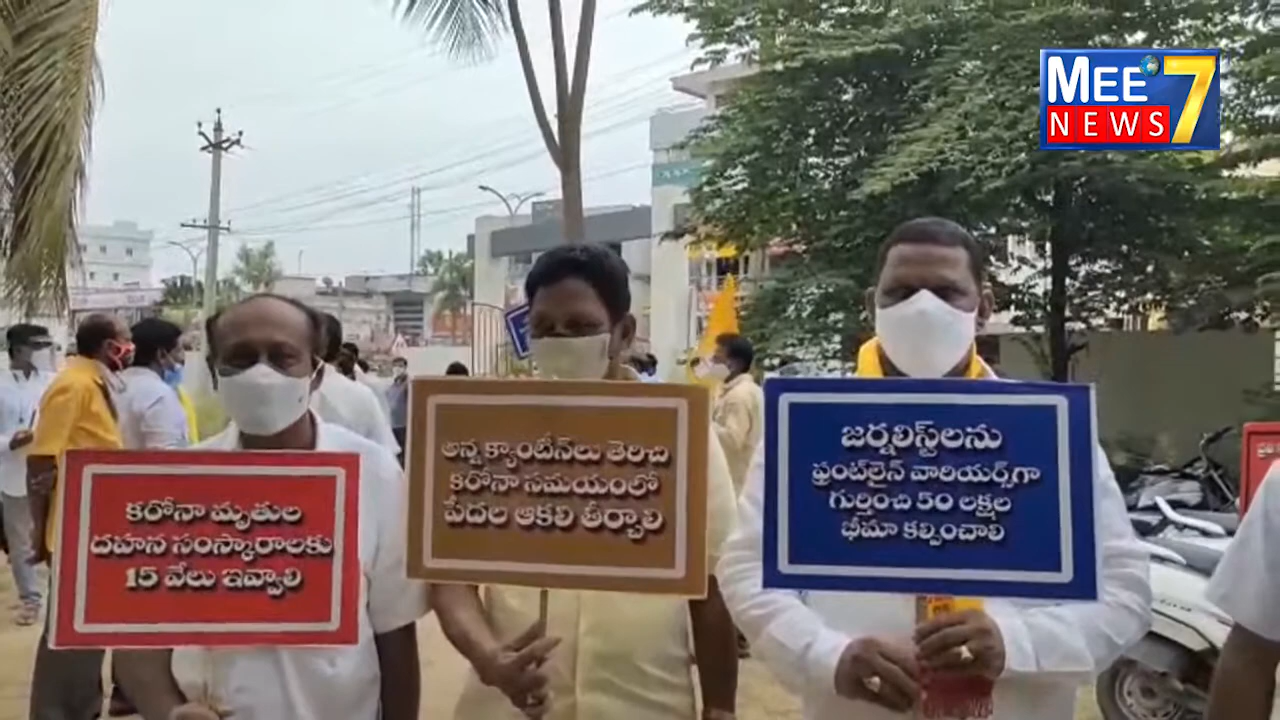 MEE 7
NEWS
కరోనా మృతుల
దహన సంస్కారాలకు
15 వేలు ఇవ్వాలి
అన్న క్యాంటీన్‌లు తెరిచి
కరోనా సమయంలో
పేదల ఆకలి తీర్చాలి
జర్నలిస్ట్‌లను
ఫ్రంట్‌లైన్ వారియర్స్‌గా
గుర్తించి 50 లక్షల
భీమా కల్పించాలి